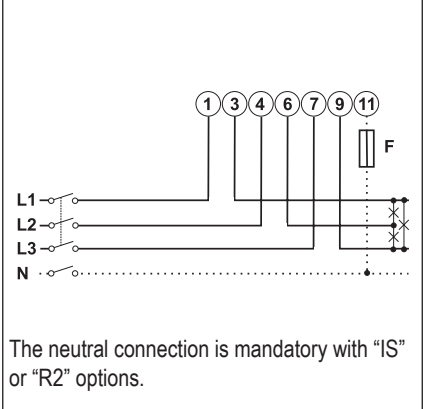 1 3 4 6 7 9 11
F
L1
L2
L3
N
The neutral connection is mandatory with “IS”
or “R2” options.